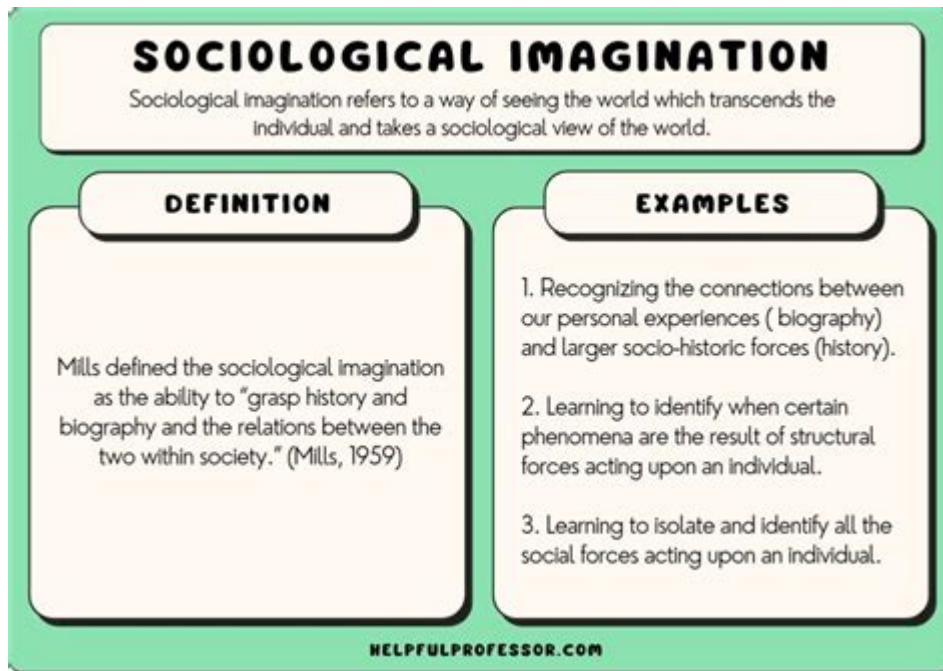 SOCIOLOGICAL IMAGINATION
Sociological imagination refers to a way of seeing the world which transcends the
individual and takes a sociological view of the world.
DEFINITION
Mills defined the sociological imagination
as the ability to “grasp history and
biography and the relations between the
two within society.” (Mills, 1959)
EXAMPLES
1. Recognizing the connections between
our personal experiences ( biography)
and larger socio-historic forces (history).
2. Learning to identify when certain
phenomena are the result of structural
forces acting upon an individual.
3. Learning to isolate and identify all the
social forces acting upon an individual.
HELPFULPROFESSOR.COM